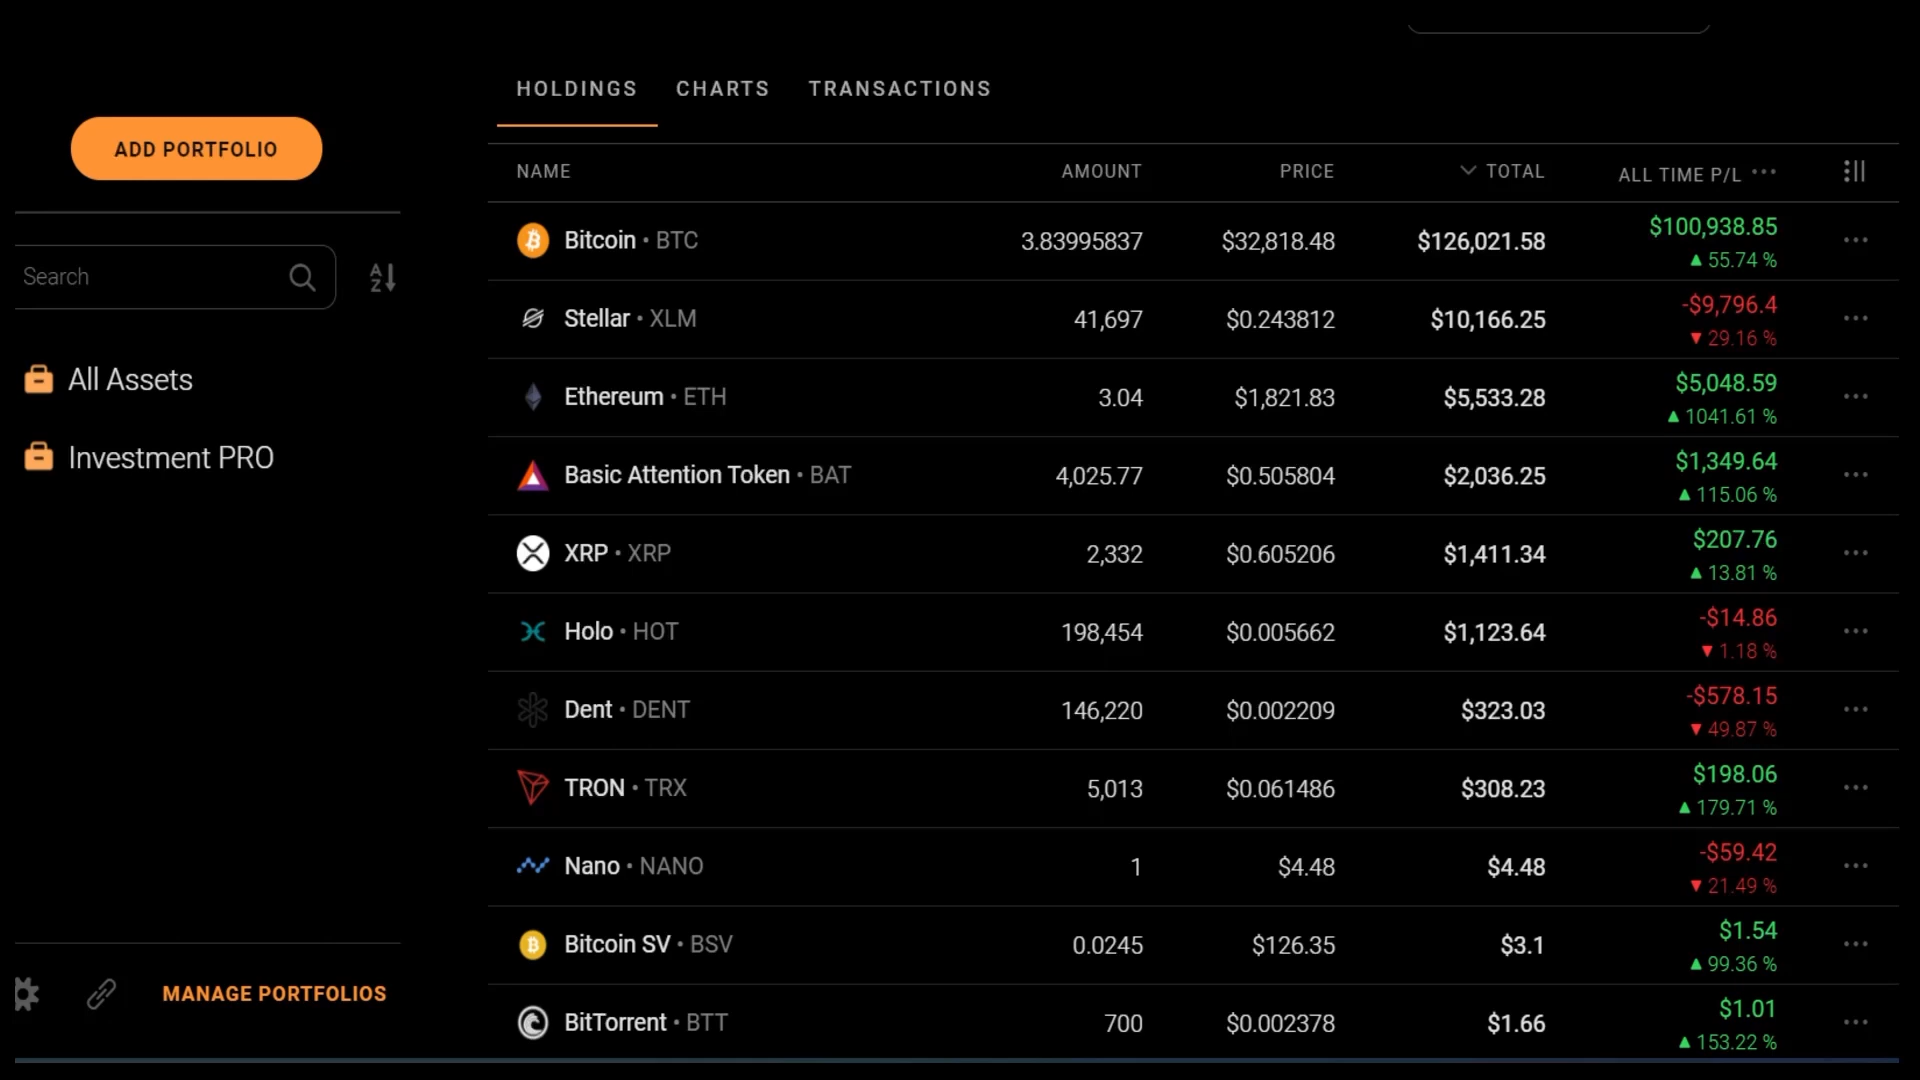 HOLDINGS CHARTS TRANSACTIONS
ADD PORTFOLIO
Search
All Assets
Investment PRO
MANAGE PORTFOLIOS
NAME AMOUNT PRICE TOTAL ALL TIME P/L
Bitcoin • BTC 3.83995837 $32,818.48 $126,021.58 $100,938.85
▲ 55.74 %
Stellar • XLM 41,697 $0.243812 $10,166.25 -$9,796.4
▼ 29.16 %
Ethereum • ETH 3.04 $1,821.83 $5,533.28 $5,048.59
▲ 1041.61 %
Basic Attention Token • BAT 4,025.77 $0.505804 $2,036.25 $1,349.64
▲ 115.06 %
XRP • XRP 2,332 $0.605206 $1,411.34 $207.76
▲ 13.81 %
Holo • HOT 198,454 $0.005662 $1,123.64 -$14.86
▼ 1.18 %
Dent • DENT 146,220 $0.002209 $323.03 -$578.15
▼ 49.87 %
TRON • TRX 5,013 $0.061486 $308.23 $198.06
▲ 179.71 %
Nano • NANO 1 $4.48 $4.48 -$59.42
▼ 21.49 %
Bitcoin SV • BSV 0.0245 $126.35 $3.1 $1.54
▲ 99.36 %
BitTorrent • BTT 700 $0.002378 $1.66 $1.01
▲ 153.22 %